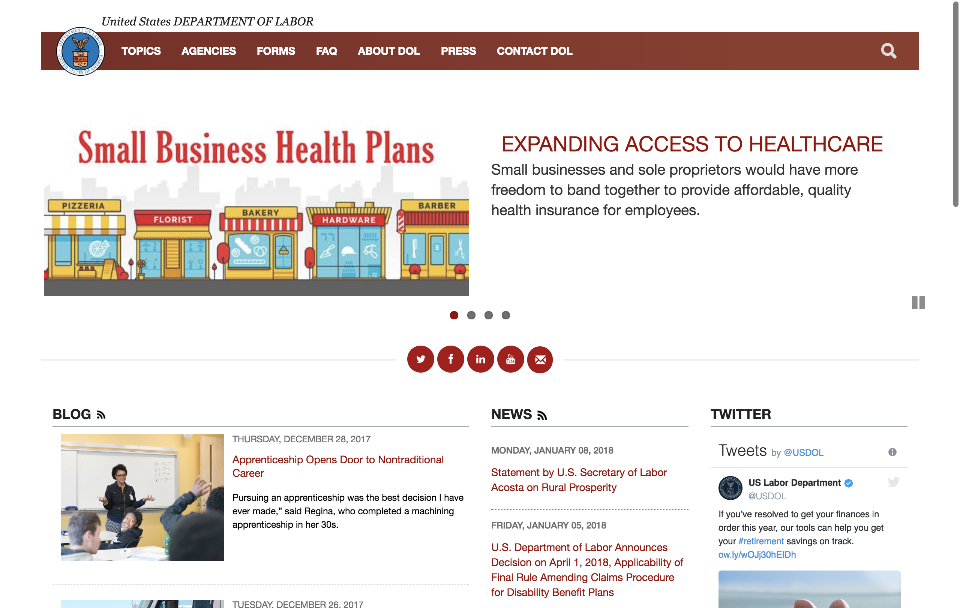 United States DEPARTMENT OF LABOR
TOPICS AGENCIES FORMS FAQ ABOUT DOL PRESS CONTACT DOL
Small Business Health Plans
PIZZERIA
FLORIST
BAKERY
HARDWARE
BARBER
EXPANDING ACCESS TO HEALTHCARE
Small businesses and sole proprietors would have more
freedom to band together to provide affordable, quality
health insurance for employees.
BLOG
THURSDAY, DECEMBER 28, 2017
Apprenticeship Opens Door to Nontraditional
Career
Pursuing an apprenticeship was the best decision I have
ever made," said Regina, who completed a machining
apprenticeship in her 30s.
TUESDAY, DECEMBER 26, 2017
NEWS
MONDAY, JANUARY 08, 2018
Statement by U.S. Secretary of Labor
Acosta on Rural Prosperity
FRIDAY, JANUARY 05, 2018
U.S. Department of Labor Announces
Decision on April 1, 2018, Applicability of
Final Rule Amending Claims Procedure
for Disability Benefit Plans
TWITTER
Tweets by @USDOL
US Labor Department
@USDOL
If you've resolved to get your finances in
order this year, our tools can help you get
your #retirement savings on track.
ow.ly/wOJj30hEIDh